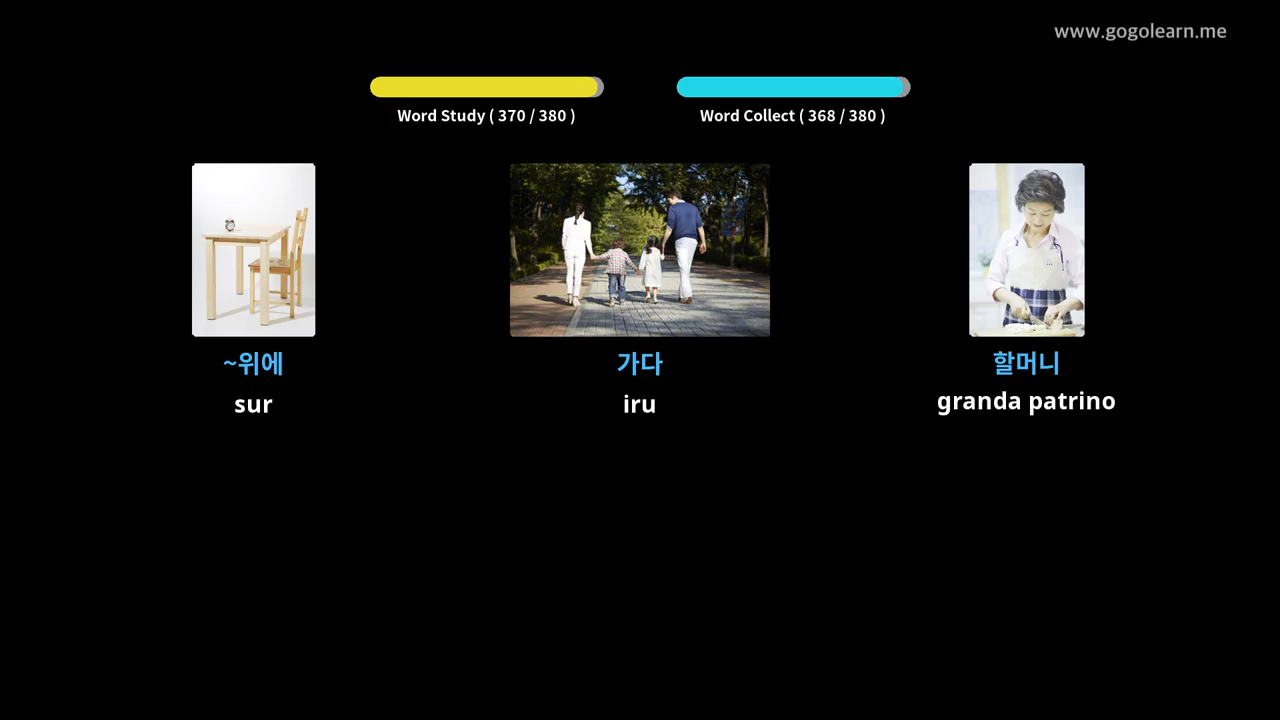 www.gogolearn.me
Word Study ( 370 / 380 )
Word Collect ( 368 / 380 )
~위에
가다
할머니
sur
iru
granda patrino